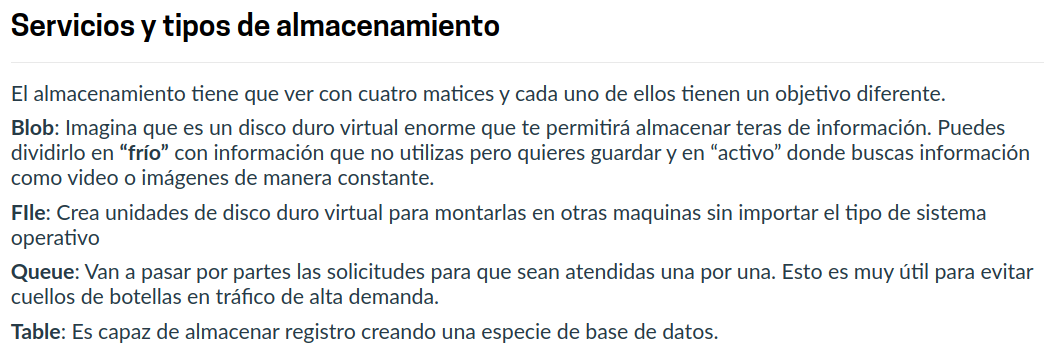 Servicios y tipos de almacenamiento
El almacenamiento tiene que ver con cuatro matices y cada uno de ellos tienen un objetivo diferente.
Blob: Imagina que es un disco duro virtual enorme que te permitirá almacenar teras de información. Puedes
dividirlo en “frío” con información que no utilizas pero quieres guardar y en “activo” donde buscas información
como video o imágenes de manera constante.
FIle: Crea unidades de disco duro virtual para montarlas en otras maquinas sin importar el tipo de sistema
operativo
Queue: Van a pasar por partes las solicitudes para que sean atendidas una por una. Esto es muy útil para evitar
cuellos de botellas en tráfico de alta demanda.
Table: Es capaz de almacenar registro creando una especie de base de datos.